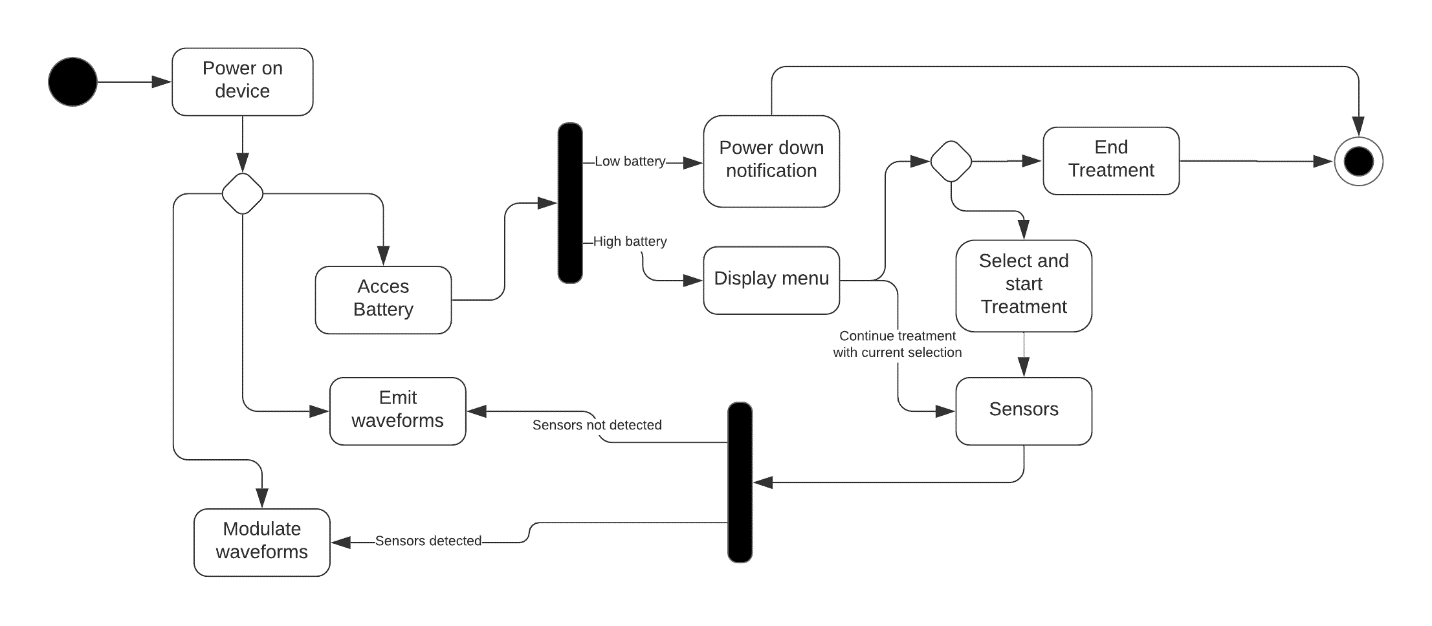 Power on
device
Low battery
Power down
notification
End
Treatment
High battery
Acces
Battery
Display menu
Select and
start
Treatment
Continue treatment
with current selection
Emit
waveforms
Sensors not detected
Sensors
Modulate
waveforms
Sensors detected